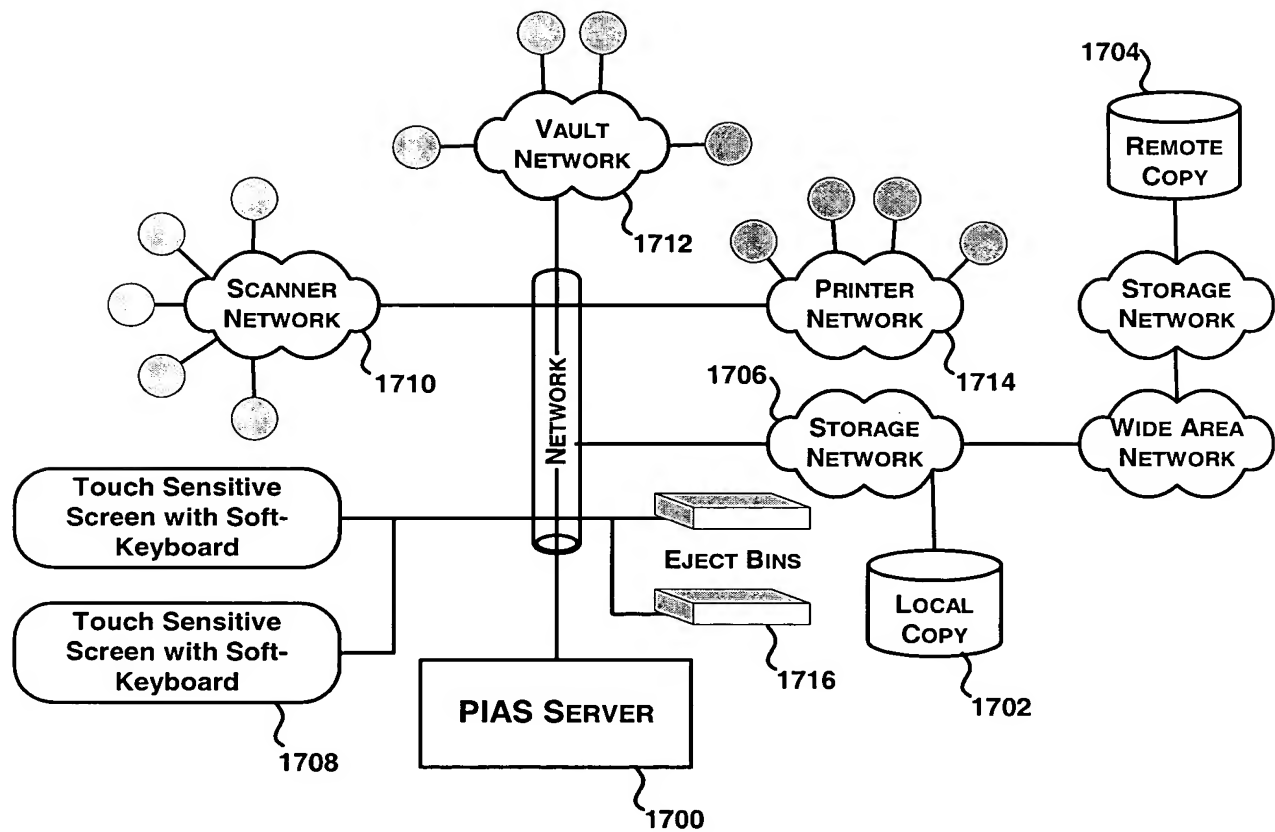 1704
VAULT
NETWORK
REMOTE
COPY
1712
SCANNER
NETWORK
PRINTER
NETWORK
STORAGE
NETWORK
1710
1714
1706
NETWORK
STORAGE
NETWORK
WIDE AREA
NETWORK
Touch Sensitive
Screen with Soft-
Keyboard
EJECT BINS
LOCAL
COPY
Touch Sensitive
Screen with Soft-
Keyboard
1716
1702
PIAS SERVER
1708
1700